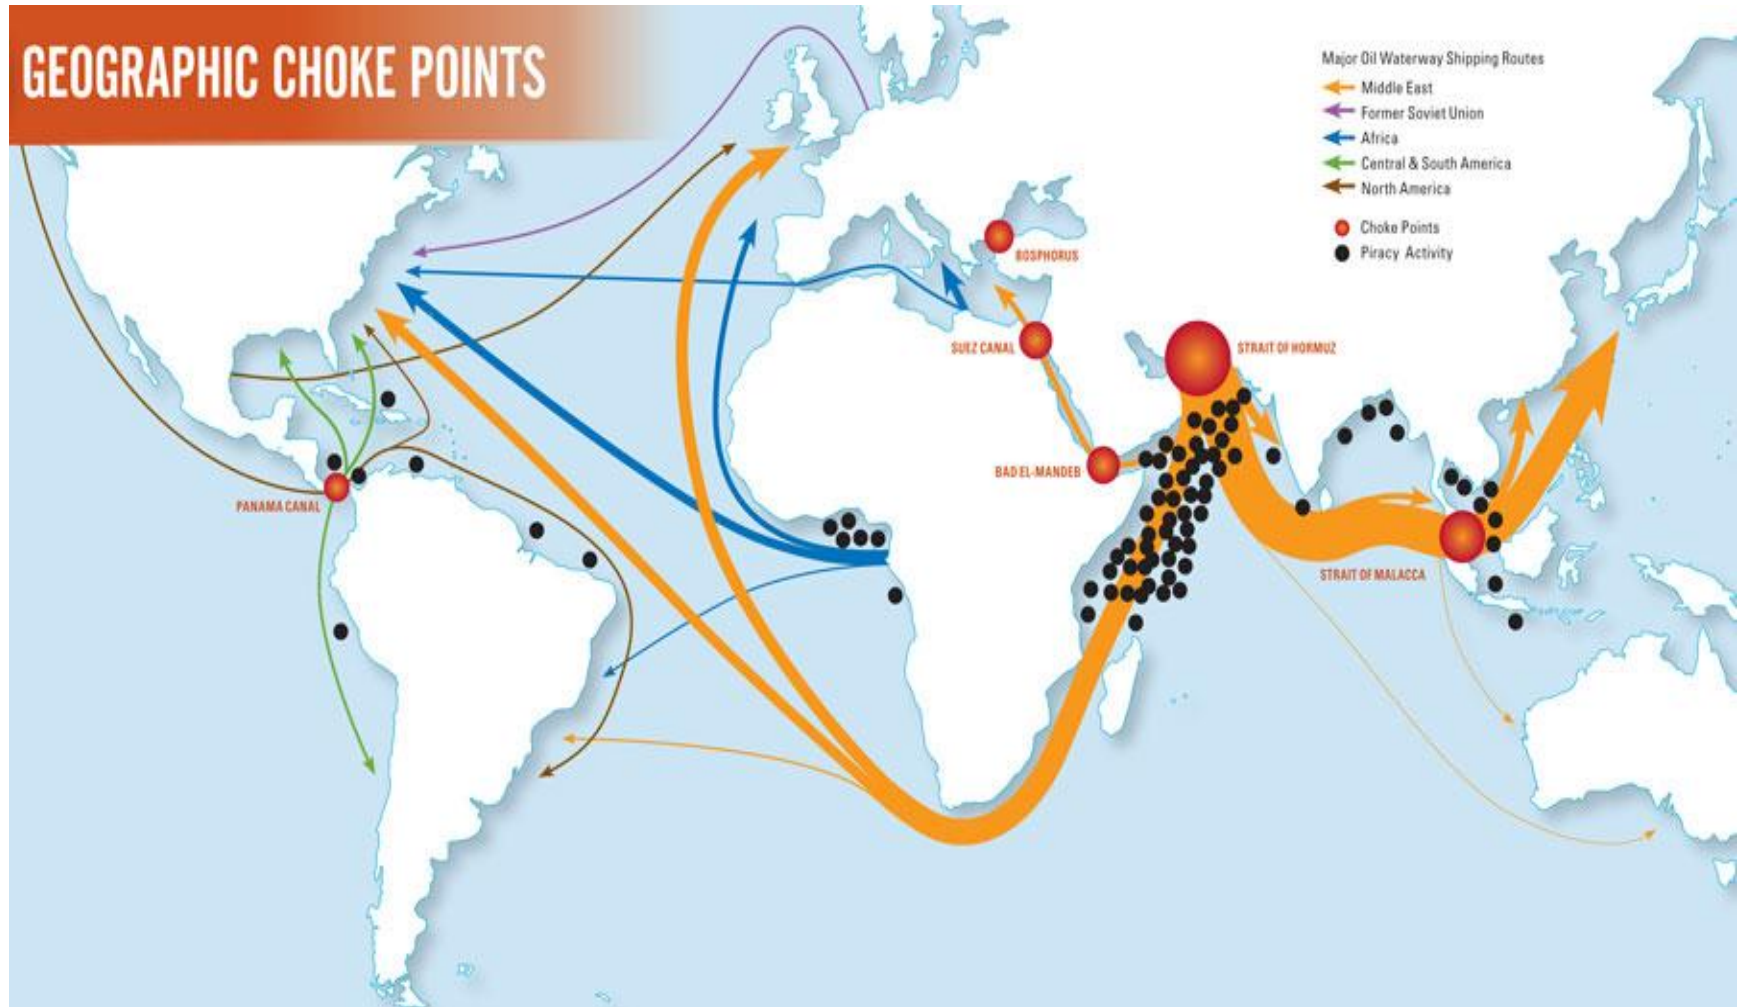 GEOGRAPHIC CHOKE POINTS
Major Oil Waterway Shipping Routes
Middle East
Former Soviet Union
Africa
Central & South America
North America
Choke Points
Piracy Activity
BOSPHORUS
SUEZ CANAL
STRAIT OF HORMUZ
BAD EL-MANDEB
PANAMA CANAL
STRAIT OF MALACCA